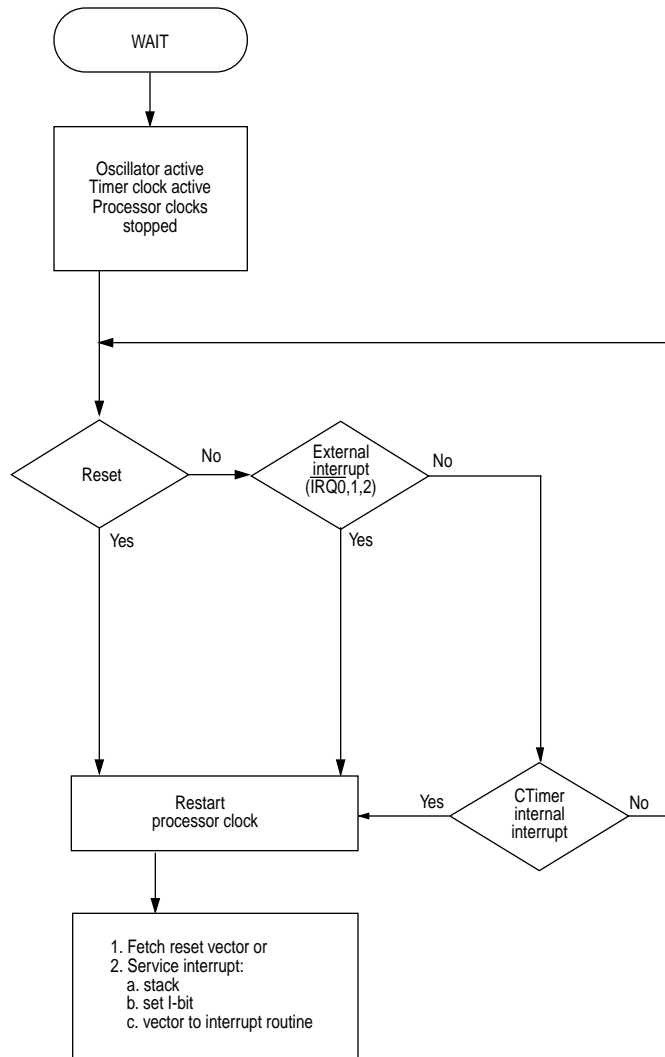 WAIT
Oscillator active
Timer clock active
Processor clocks
stopped
Reset
No
External
interrupt
(IRQ0,1,2)
No
Yes
Yes
Restart
processor clock
Yes
CTimer
internal
interrupt
No
1. Fetch reset vector or
2. Service interrupt:
a. stack
b. set I-bit
c. vector to interrupt routine